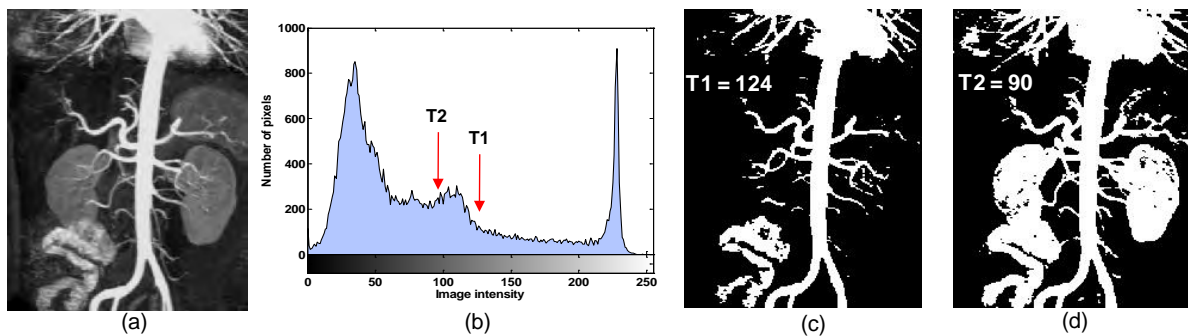 1000
800
600
400
200
0
Number of pixels
T2
T1
0 50 100 150 200 250
Image intensity
T1 = 124
T2 = 90
(a)
(b)
(c)
(d)